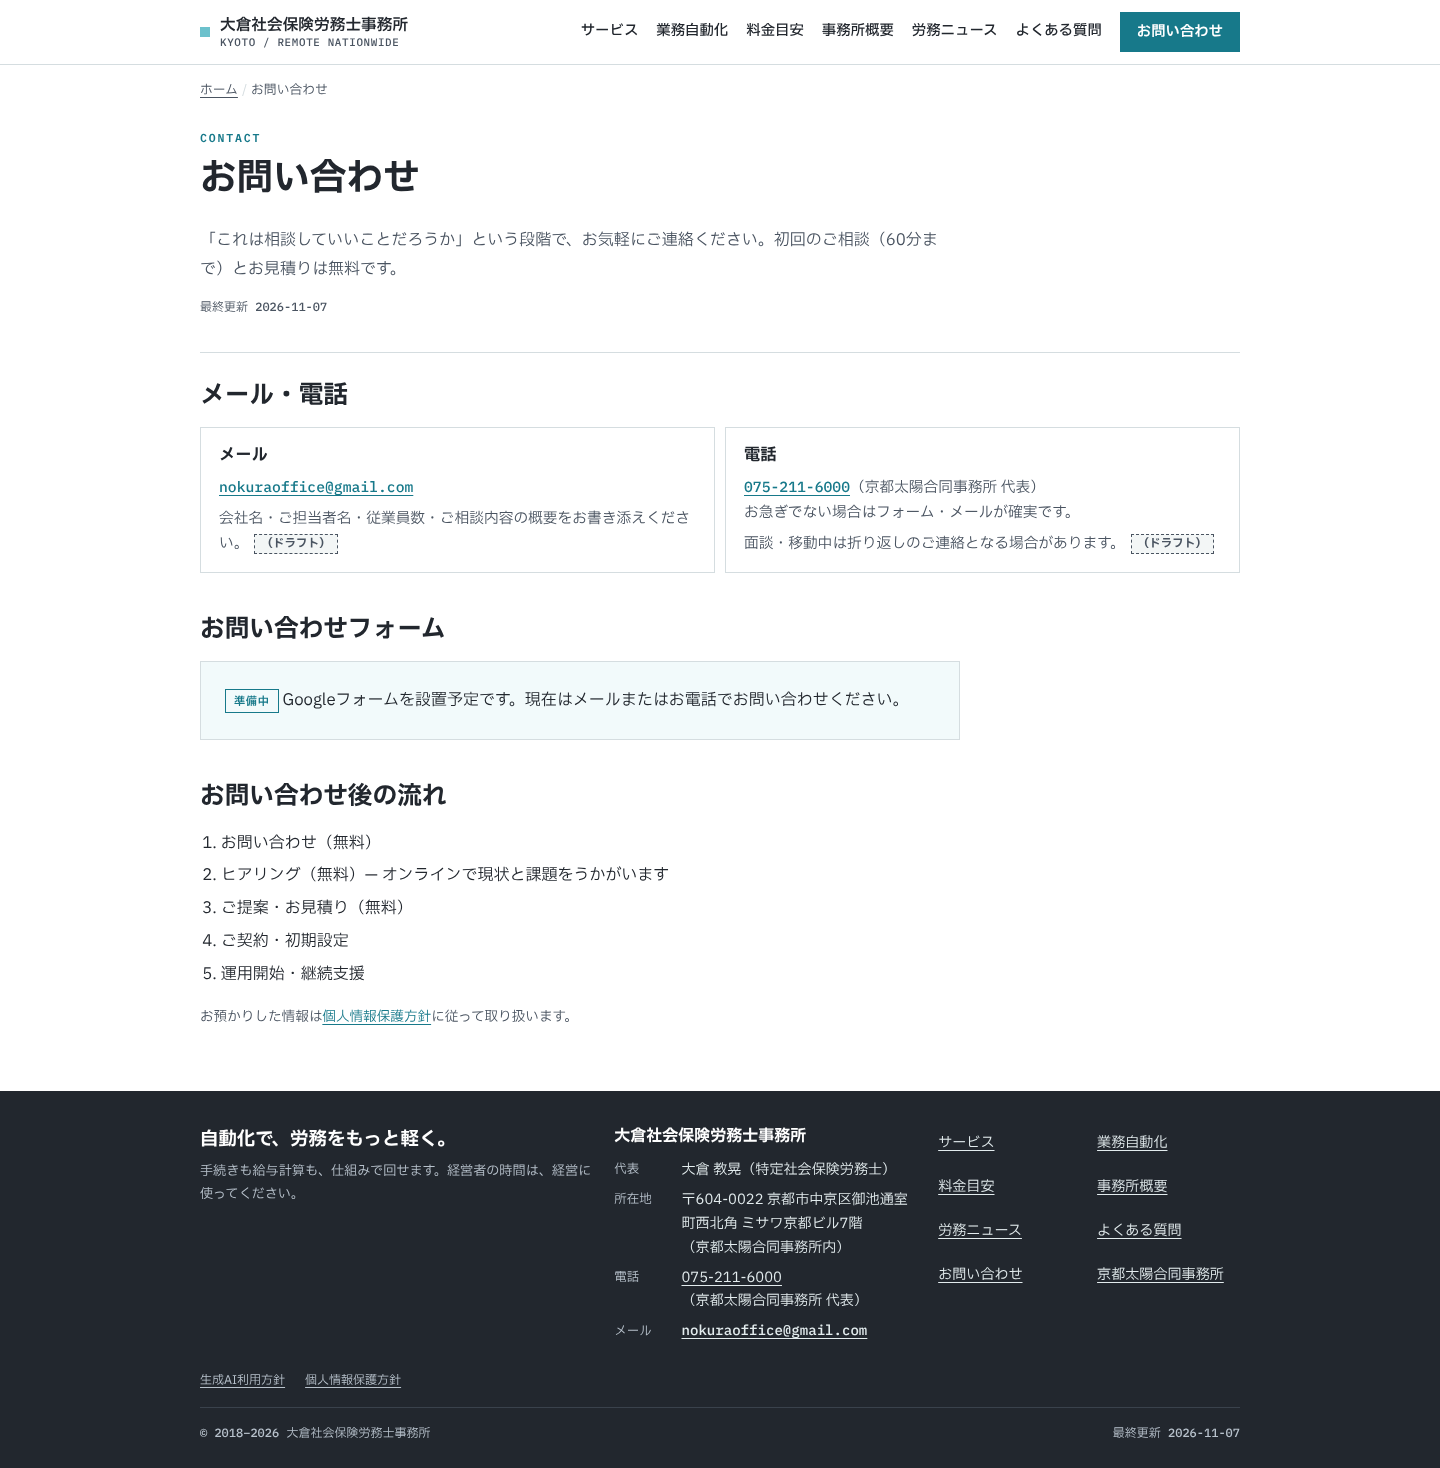 大倉社会保険労務士事務所
KYOTO / REMOTE NATIONWIDE
サービス 業務自動化 料金目安 事務所概要 労務ニュース よくある質問 お問い合わせ
ホーム / お問い合わせ
CONTACT
お問い合わせ
「これは相談していいことだろうか」という段階で、お気軽にご連絡ください。初回のご相談（60分ま
で）とお見積りは無料です。
最終更新 2026-11-07
メール・電話
メール
nokuraoffice@gmail.com
会社名・ご担当者名・従業員数・ご相談内容の概要をお書き添えくださ
い。 （ドラフト）
電話
075-211-6000（京都太陽合同事務所 代表）
お急ぎでない場合はフォーム・メールが確実です。
面談・移動中は折り返しのご連絡となる場合があります。 （ドラフト）
お問い合わせフォーム
準備中 Googleフォームを設置予定です。現在はメールまたはお電話でお問い合わせください。
お問い合わせ後の流れ
1. お問い合わせ（無料）
2. ヒアリング（無料）— オンラインで現状と課題をうかがいます
3. ご提案・お見積り（無料）
4. ご契約・初期設定
5. 運用開始・継続支援
お預かりした情報は個人情報保護方針に従って取り扱います。
自動化で、労務をもっと軽く。
手続きも給与計算も、仕組みで回せます。経営者の時間は、経営に
使ってください。
大倉社会保険労務士事務所
代表 大倉 教晃（特定社会保険労務士）
所在地 〒604-0022 京都市中京区御池通室
町西北角 ミサワ京都ビル7階
（京都太陽合同事務所内）
電話 075-211-6000
（京都太陽合同事務所 代表）
メール nokuraoffice@gmail.com
サービス 業務自動化
料金目安 事務所概要
労務ニュース よくある質問
お問い合わせ 京都太陽合同事務所
生成AI利用方針 個人情報保護方針
© 2018–2026 大倉社会保険労務士事務所
最終更新 2026-11-07